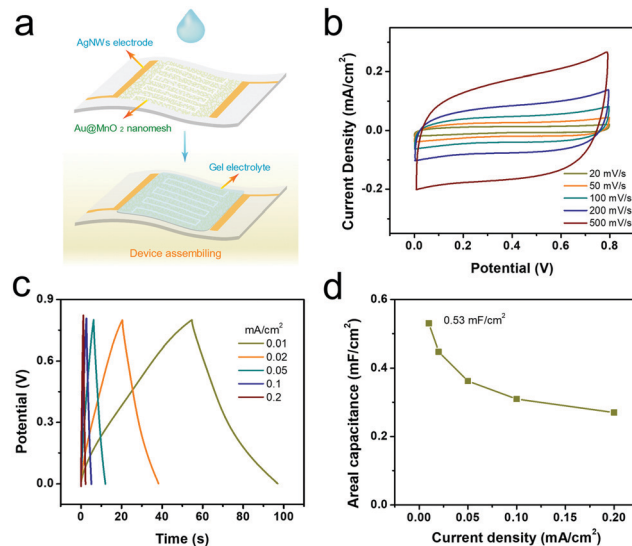 a
AgNWs electrode
Au@MnO 2 nanomesh
Gel electrolyte
Device assembling
b
Current Density (mA/cm²)
0.2
0.0
-0.2
20 mV/s
50 mV/s
100 mV/s
200 mV/s
500 mV/s
0.0 0.2 0.4 0.6 0.8
Potential (V)
c
Potential (V)
0.9
0.6
0.3
0.0
mA/cm²
0.01
0.02
0.05
0.1
0.2
0 20 40 60 80 100
Time (s)
d
Areal capacitance (mF/cm²)
0.6
0.4
0.2
0.0
0.53 mF/cm²
0.00 0.05 0.10 0.15 0.20
Current density (mA/cm²)